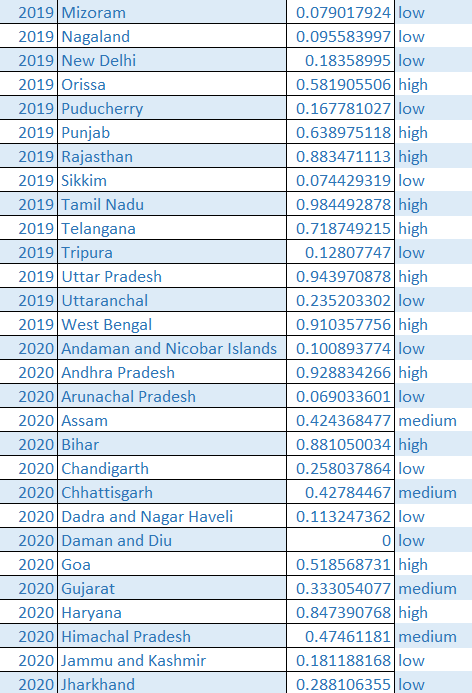 2019 Mizoram 0.079017924 low
2019 Nagaland 0.095583997 low
2019 New Delhi 0.18358995 low
2019 Orissa 0.581905506 high
2019 Puducherry 0.167781027 low
2019 Punjab 0.638975118 high
2019 Rajasthan 0.883471113 high
2019 Sikkim 0.074429319 low
2019 Tamil Nadu 0.984492878 high
2019 Telangana 0.718749215 high
2019 Tripura 0.12807747 low
2019 Uttar Pradesh 0.943970878 high
2019 Uttaranchal 0.235203302 low
2019 West Bengal 0.910357756 high
2020 Andaman and Nicobar Islands 0.100893774 low
2020 Andhra Pradesh 0.928834266 high
2020 Arunachal Pradesh 0.069033601 low
2020 Assam 0.424368477 medium
2020 Bihar 0.881050034 high
2020 Chandigarth 0.258037864 low
2020 Chhattisgarh 0.42784467 medium
2020 Dadra and Nagar Haveli 0.113247362 low
2020 Daman and Diu 0 low
2020 Goa 0.518568731 high
2020 Gujarat 0.333054077 medium
2020 Haryana 0.847390768 high
2020 Himachal Pradesh 0.47461181 medium
2020 Jammu and Kashmir 0.181188168 low
2020 Jharkhand 0.288106355 low